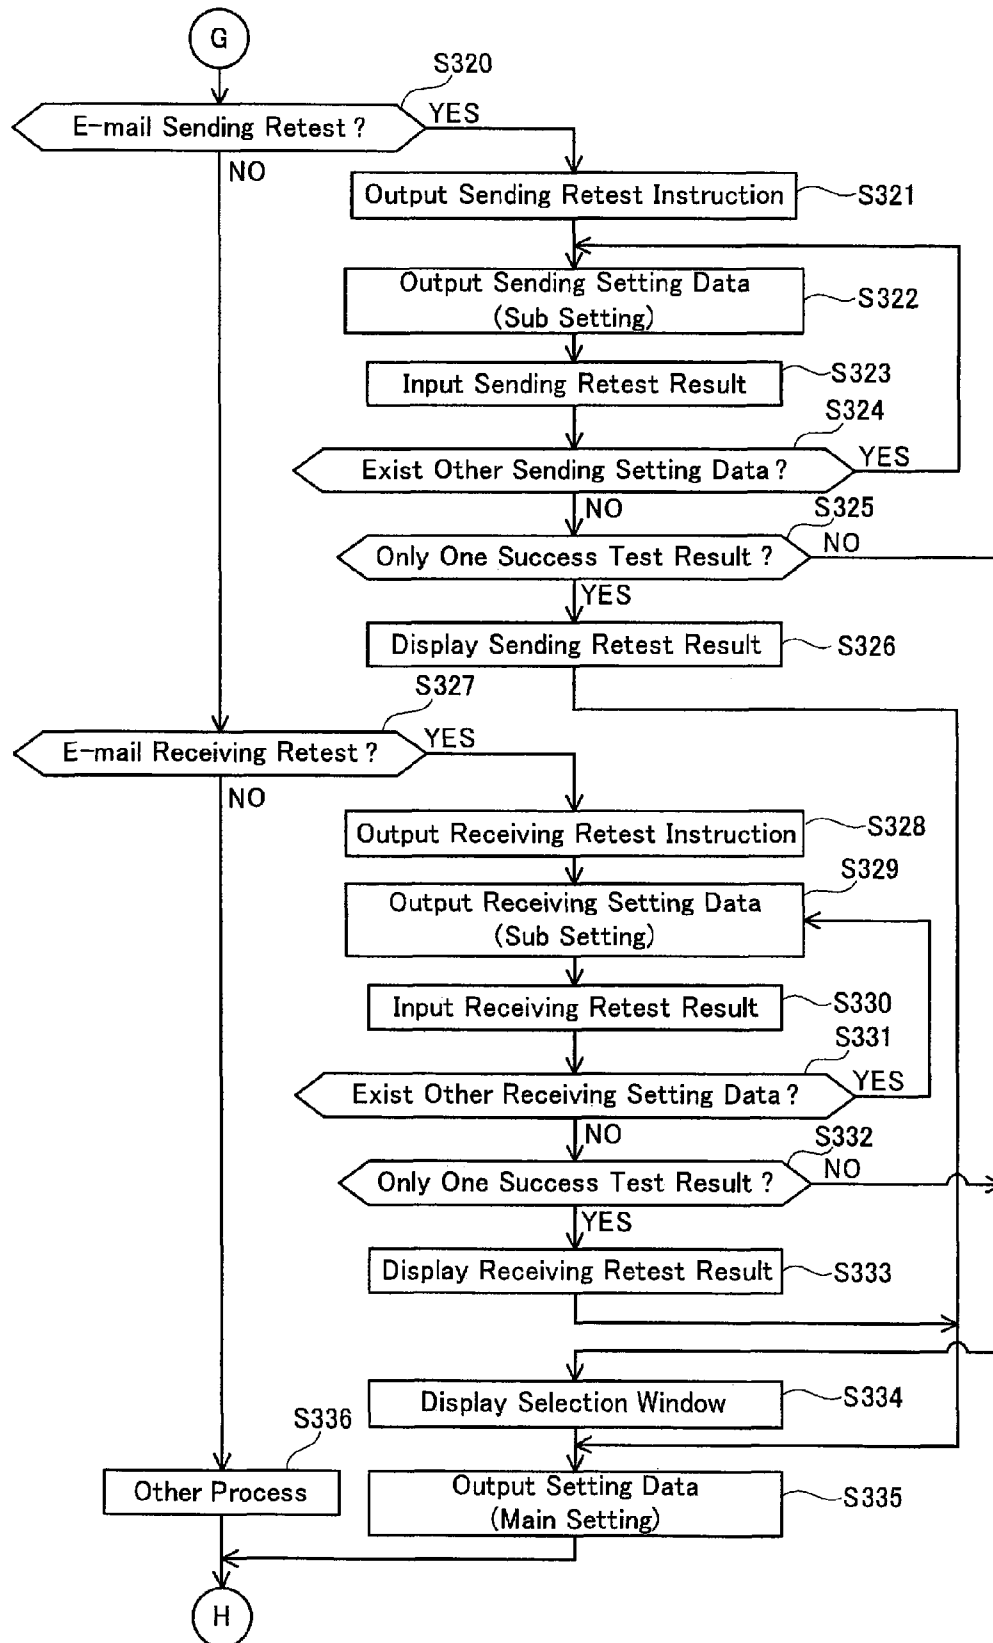 G
S320
E-mail Sending Retest?
YES
NO
Output Sending Retest Instruction
S321
Output Sending Setting Data
(Sub Setting)
S322
Input Sending Retest Result
S323
S324
Exist Other Sending Setting Data?
YES
NO
S325
Only One Success Test Result?
NO
YES
Display Sending Retest Result
S326
S327
E-mail Receiving Retest?
YES
NO
Output Receiving Retest Instruction
S328
S329
Output Receiving Setting Data
(Sub Setting)
Input Receiving Retest Result
S330
S331
Exist Other Receiving Setting Data?
YES
NO
S332
Only One Success Test Result?
NO
YES
Display Receiving Retest Result
S333
Display Selection Window
S334
S336
Other Process
Output Setting Data
(Main Setting)
S335
H